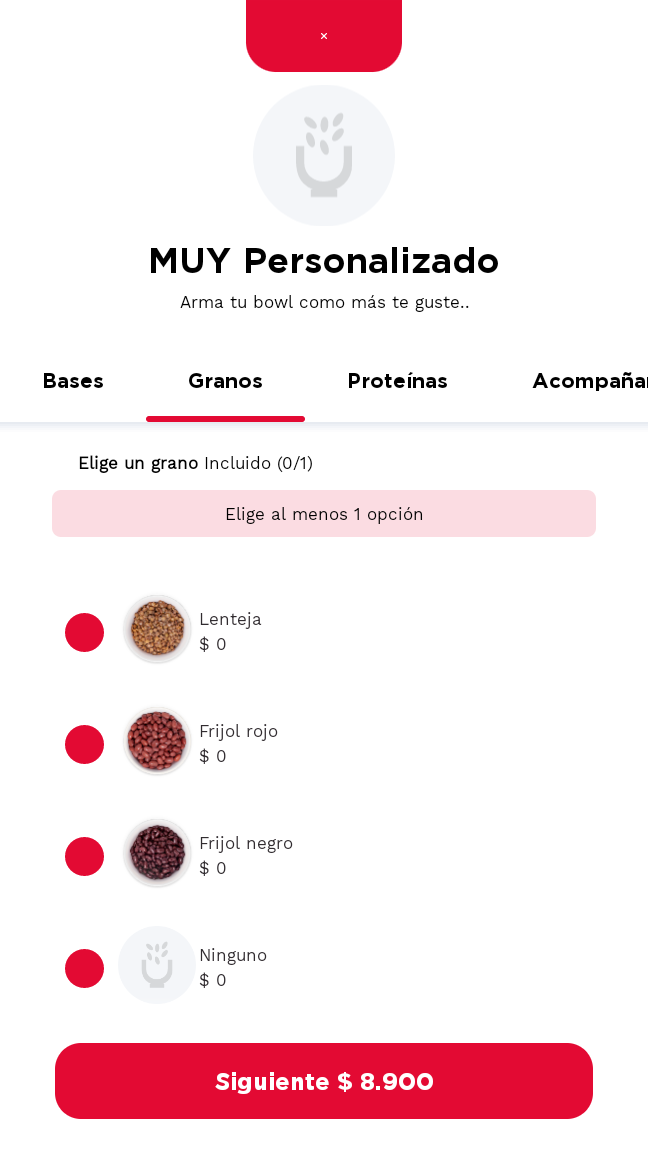 ×
MUY Personalizado
Arma tu bowl como más te guste..
Bases Granos Proteínas Acompaña
Elige un grano Incluido (0/1)
Elige al menos 1 opción
Lenteja
$ 0
Frijol rojo
$ 0
Frijol negro
$ 0
Ninguno
$ 0
Siguiente $ 8.900